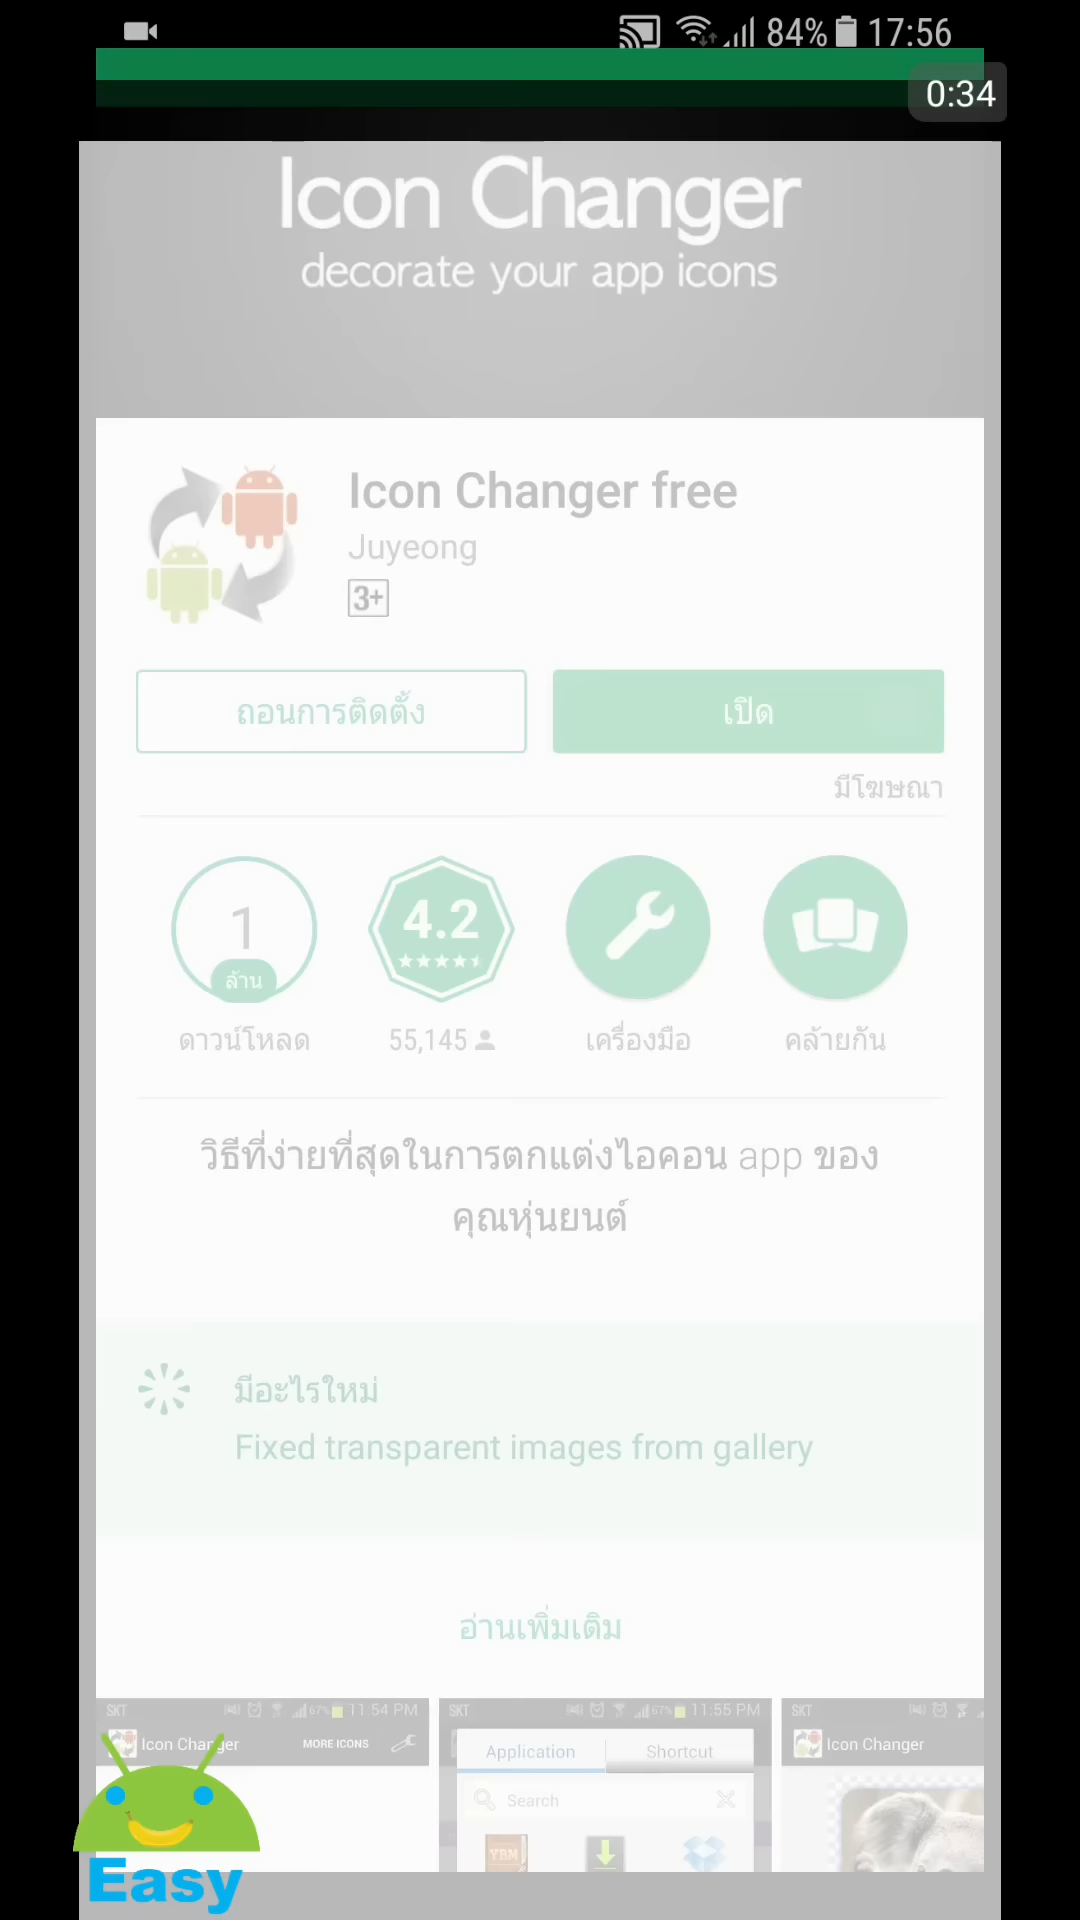 84% 17:56
0:34
Icon Changer
decorate your app icons
Icon Changer free
Juyeong
3+
ถอนการติดตั้ง
เปิด
มีโฆษณา
1
ล้าน
ดาวน์โหลด
4.2
55,145
เครื่องมือ
คล้ายกัน
วิธีที่ง่ายที่สุดในการตกแต่งไอคอน app ของ
คุณหุ่นยนต์
มีอะไรใหม่
Fixed transparent images from gallery
อ่านเพิ่มเติม
SKT 67% 11:54 PM
Icon Changer MORE ICONS
SKT 67% 11:55 PM
Application Shortcut
Search
YBM
SKT
Icon Changer
Easy